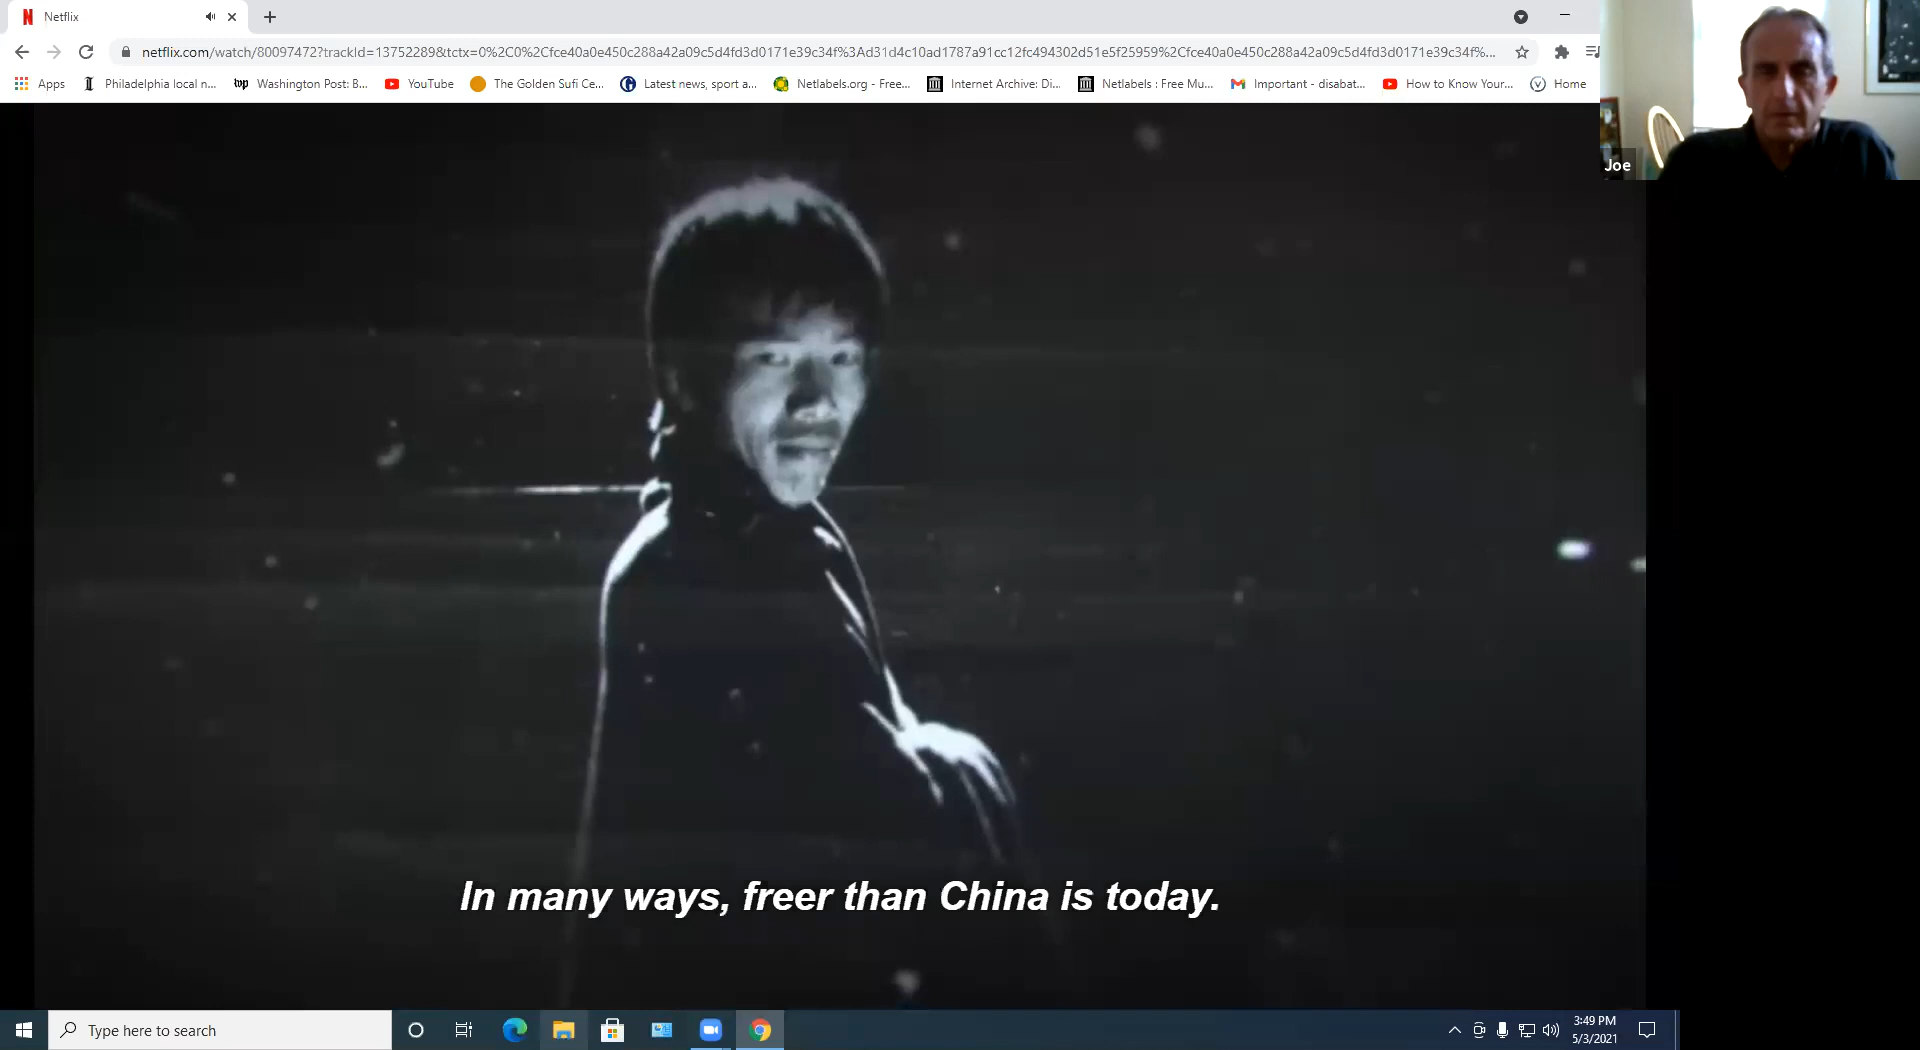 Netflix
netflix.com/watch/80097472?trackId=13752289&tctx=0%2C0%2Cfce40a0e450c288a42a09c5d4fd3d0171e39c34f%3Ad31d4c10ad1787a91cc12fc494302d51e5f25959%2Cfce40a0e450c288a42a09c5d4fd3d0171e39c34f%...
Apps
Philadelphia local n...
wp
Washington Post: B...
YouTube
The Golden Sufi Ce...
Latest news, sport a...
Netlabels.org - Free...
Internet Archive: Di...
Netlabels : Free Mu...
Important - disabat...
How to Know Your...
Home
Joe
In many ways, freer than China is today.
Type here to search
3:49 PM
5/3/2021